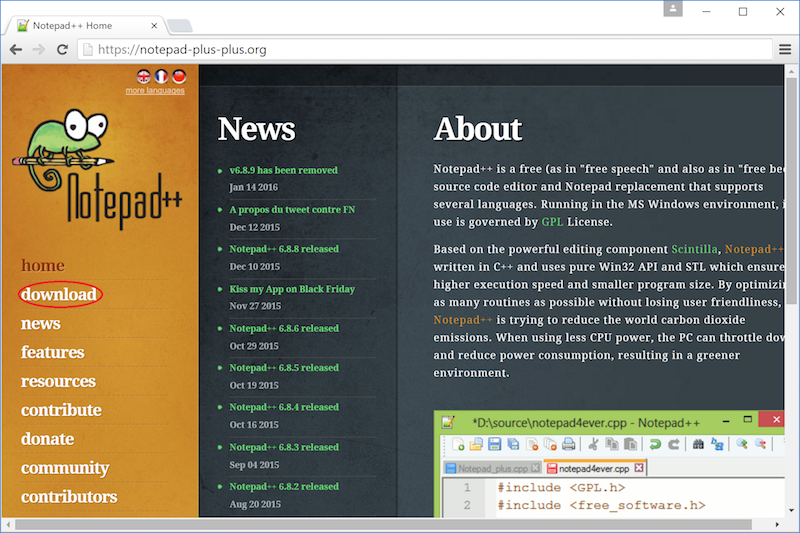 Notepad++ Home
https://notepad-plus-plus.org
more languages
Notepad++
home
download
news
features
resources
contribute
donate
community
contributors
News
v6.8.9 has been removed
Jan 14 2016
A propos du tweet contre FN
Dec 12 2015
Notepad++ 6.8.8 released
Dec 10 2015
Kiss my App on Black Friday
Nov 27 2015
Notepad++ 6.8.6 released
Oct 29 2015
Notepad++ 6.8.5 released
Oct 19 2015
Notepad++ 6.8.4 released
Oct 16 2015
Notepad++ 6.8.3 released
Sep 04 2015
Notepad++ 6.8.2 released
Aug 20 2015
About
Notepad++ is a free (as in "free speech" and also as in "free bee
source code editor and Notepad replacement that supports
several languages. Running in the MS Windows environment, i
use is governed by GPL License.
Based on the powerful editing component Scintilla, Notepad++
written in C++ and uses pure Win32 API and STL which ensure
higher execution speed and smaller program size. By optimizi
as many routines as possible without losing user friendliness,
Notepad++ is trying to reduce the world carbon dioxide
emissions. When using less CPU power, the PC can throttle dow
and reduce power consumption, resulting in a greener
environment.
*D:\source\notepad4ever.cpp - Notepad++
Notepad_plus.cpp notepad4ever.cpp
1 #include <GPL.h>
2 #include <free_software.h>